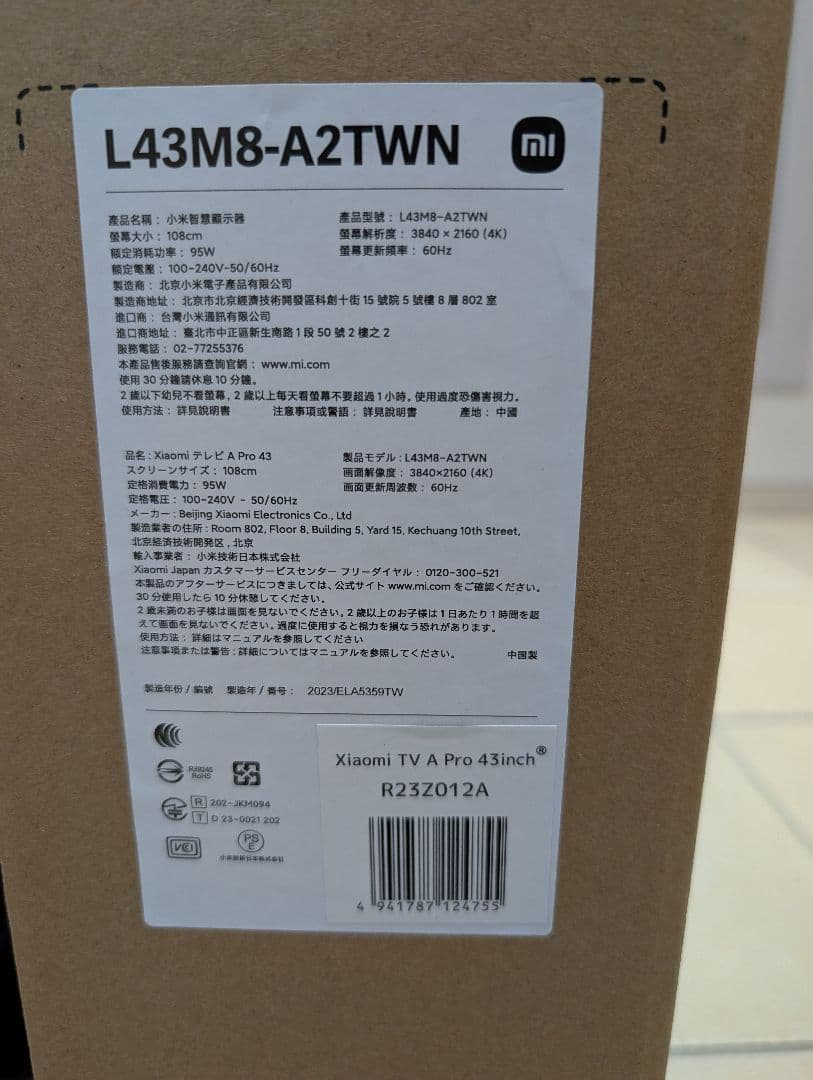 L43M8-A2TWN
mi
產品名稱：小米智慧顯示器
產品型號：L43M8-A2TWN
螢幕大小：108cm
螢幕解析度：3840 × 2160 (4K)
額定消耗功率：95W
螢幕更新頻率：60Hz
額定電壓：100-240V~50/60Hz
製造商：北京小米電子產品有限公司
製造商地址：北京市北京經濟技術開發區科創十街 15 號院 5 號樓 8 層 802 室
進口商：台灣小米通訊有限公司
進口商地址：臺北市中正區新生南路 1 段 50 號 2 樓之 2
服務電話：02-77255376
本產品售後服務請查詢官網：www.mi.com
使用 30 分鐘請休息 10 分鐘。
2 歲以下幼兒不看螢幕，2 歲以上每天看螢幕不要超過 1 小時。使用過度恐傷害視力。
使用方法：詳見說明書 注意事項或警語：詳見說明書 產地：中國
品名：Xiaomi テレビ A Pro 43
製品モデル：L43M8-A2TWN
スクリーンサイズ：108cm
画面解像度：3840×2160 (4K)
定格消費電力：95W
画面更新周波数：60Hz
定格電圧：100-240V ~ 50/60Hz
メーカー：Beijing Xiaomi Electronics Co., Ltd
製造業者の住所：Room 802, Floor 8, Building 5, Yard 15, Kechuang 10th Street,
北京経済技術開発区，北京
輸入事業者：小米技術日本株式会社
Xiaomi Japan カスタマーサービスセンター フリーダイヤル：0120-300-521
本製品のアフターサービスにつきましては、公式サイト www.mi.com をご確認ください。
30 分使用したら 10 分休憩してください。
2 歳未満のお子様は画面を見ないでください。2 歳以上のお子様は 1 日あたり 1 時間を超
えて画面を見ないでください。過度に使用すると視力を損なう恐れがあります。
使用方法：詳細はマニュアルを参照してください
注意事項または警告：詳細についてはマニュアルを参照してください。 中国製
製造年份 / 編號 製造年 / 番号： 2023/ELA5359TW
R3B245
RoHS
R 202-JKM094
T D 23-0021 202
VCCI
PS
E
小米技術日本株式会社
Xiaomi TV A Pro 43inch®
R23Z012A
4 941787 124755